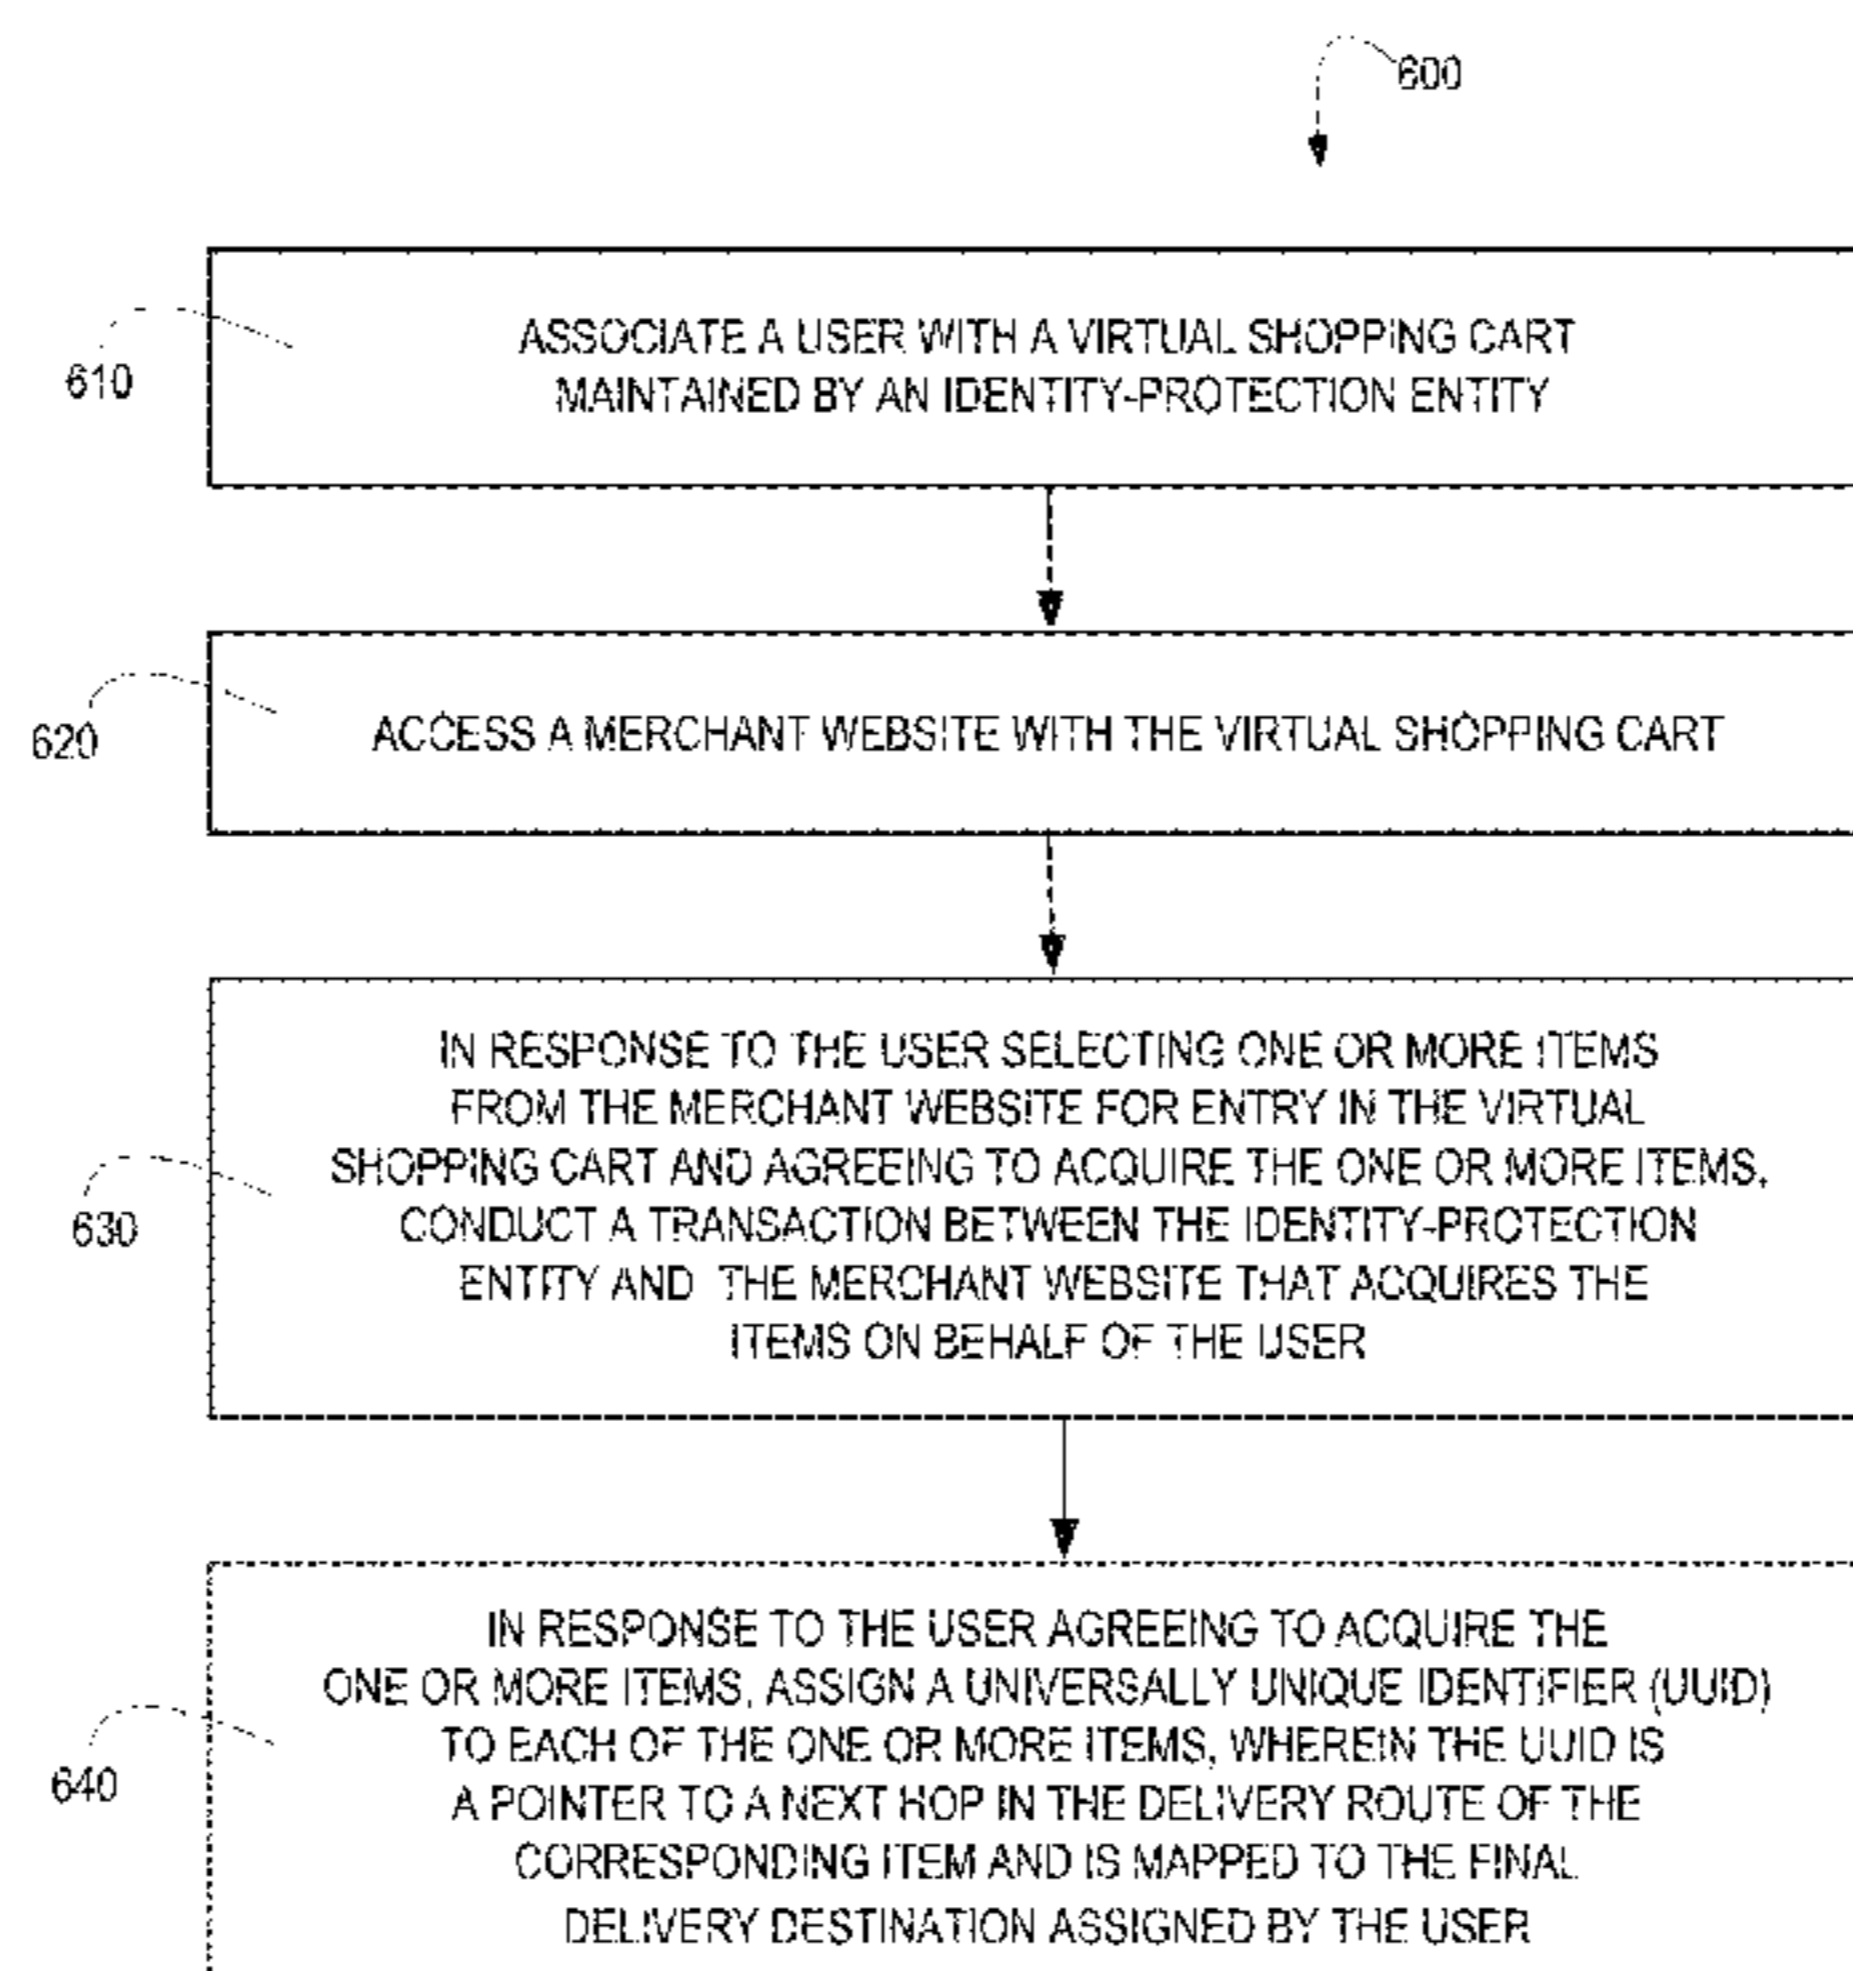 600
610
ASSOCIATE A USER WITH A VIRTUAL SHOPPING CART
MAINTAINED BY AN IDENTITY-PROTECTION ENTITY
620
ACCESS A MERCHANT WEBSITE WITH THE VIRTUAL SHOPPING CART
630
IN RESPONSE TO THE USER SELECTING ONE OR MORE ITEMS
FROM THE MERCHANT WEBSITE FOR ENTRY IN THE VIRTUAL
SHOPPING CART AND AGREEING TO ACQUIRE THE ONE OR MORE ITEMS,
CONDUCT A TRANSACTION BETWEEN THE IDENTITY-PROTECTION
ENTITY AND THE MERCHANT WEBSITE THAT ACQUIRES THE
ITEMS ON BEHALF OF THE USER
640
IN RESPONSE TO THE USER AGREEING TO ACQUIRE THE
ONE OR MORE ITEMS, ASSIGN A UNIVERSALLY UNIQUE IDENTIFIER (UUID)
TO EACH OF THE ONE OR MORE ITEMS, WHEREIN THE UUID IS
A POINTER TO A NEXT HOP IN THE DELIVERY ROUTE OF THE
CORRESPONDING ITEM AND IS MAPPED TO THE FINAL
DELIVERY DESTINATION ASSIGNED BY THE USER